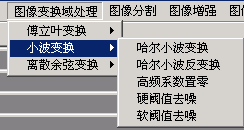 图像变换域处理 图像分割 图像增强 图
傅立叶变换
小波变换
离散余弦变换
哈尔小波变换
哈尔小波反变换
高频系数置零
硬阈值去噪
软阈值去噪